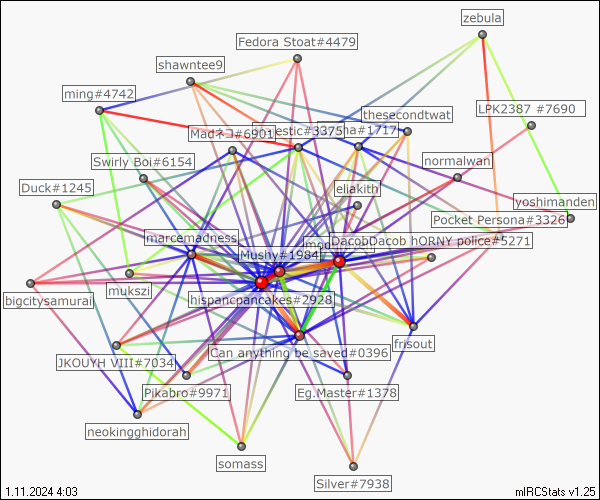 zebula
Fedora Stoat#4479
shawntee9
ming#4742
LPK2387 #7690
thesecondtwat
Madネコ#6901
estic#3375
ha#1717
Swirly Boi#6154
normalwan
Duck#1245
eliakith
yoshimanden
Pocket Persona#3326
marcemadness
DacobDacob hORNY police#5271
Mushy#1984
mukszi
bigcitysamurai
hispancpancakes#2928
frisout
Can anything be saved#0396
JKOUYH VIII#7034
Pikabro#9971
Eg.Master#1378
neokingghidorah
somass
Silver#7938
1.11.2024 4:03
mIRCStats v1.25